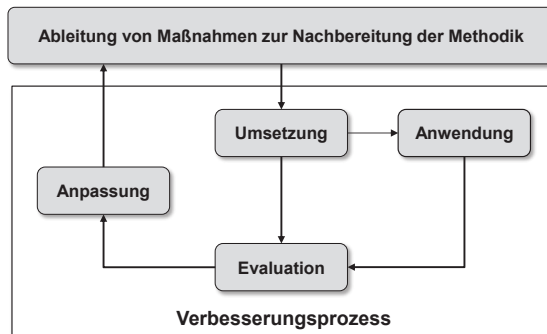 Ableitung von Maßnahmen zur Nachbereitung der Methodik
Umsetzung
Anwendung
Anpassung
Evaluation
Verbesserungsprozess